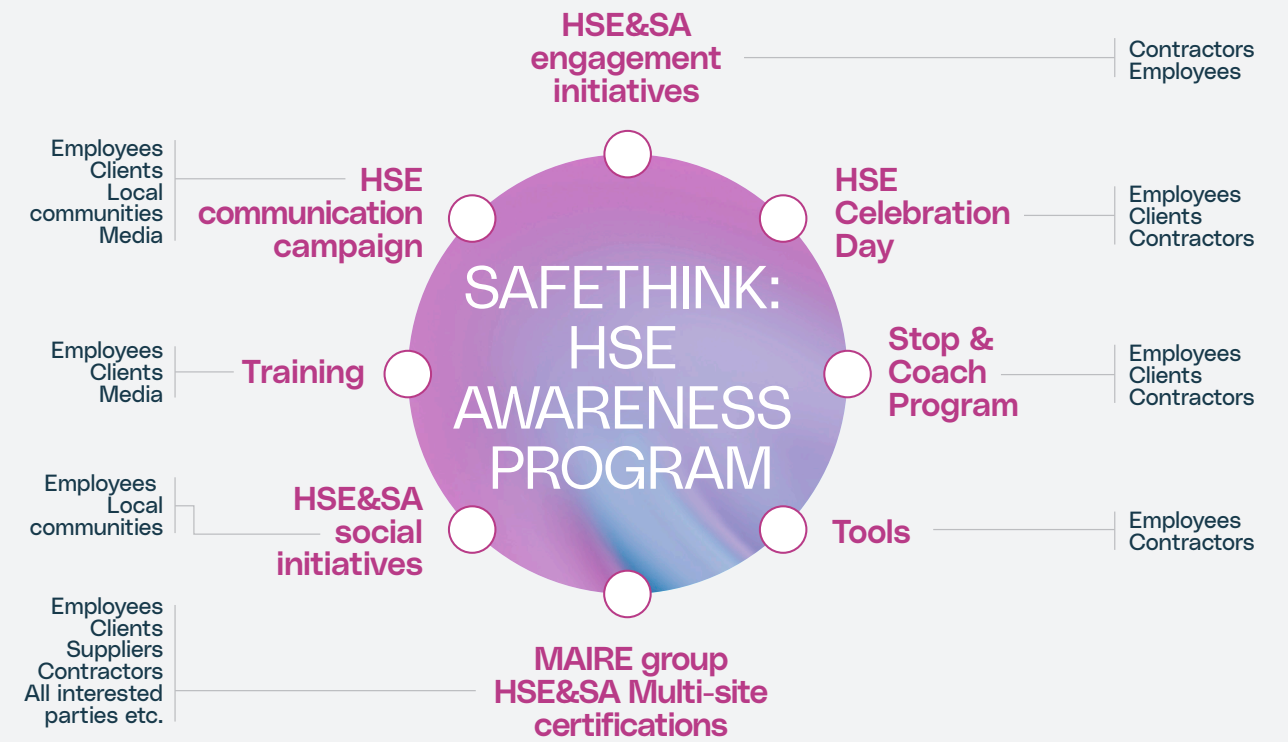 HSE&SA
engagement
initiatives
Contractors
Employees
Employees
Clients
Local
communities
Media
HSE
communication
campaign
HSE
Celebration
Day
Employees
Clients
Contractors
SAFETHINK:
HSE
AWARENESS
PROGRAM
Employees
Clients
Media
Training
Stop &
Coach
Program
Employees
Clients
Contractors
Employees
Local
communities
HSE&SA
social
initiatives
Tools
Employees
Contractors
Employees
Clients
Suppliers
Contractors
All interested
parties etc.
MAIRE group
HSE&SA Multi-site
certifications